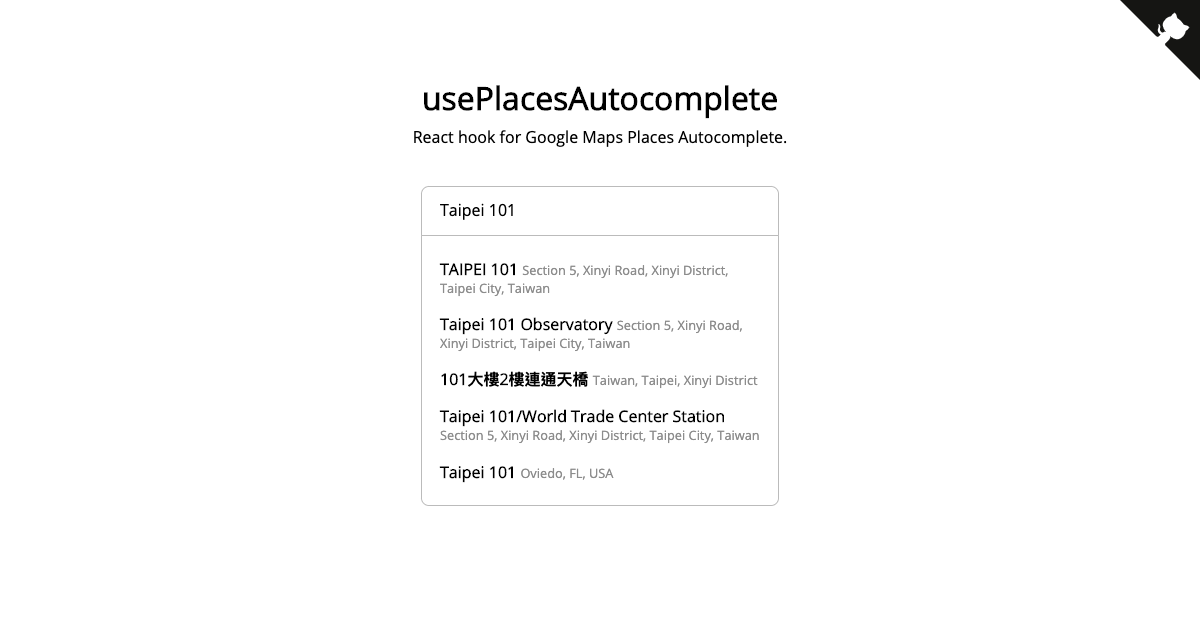 usePlacesAutocomplete
React hook for Google Maps Places Autocomplete.
Taipei 101
TAIPEI 101 Section 5, Xinyi Road, Xinyi District,
Taipei City, Taiwan
Taipei 101 Observatory Section 5, Xinyi Road,
Xinyi District, Taipei City, Taiwan
101大樓2樓連通天橋 Taiwan, Taipei, Xinyi District
Taipei 101/World Trade Center Station
Section 5, Xinyi Road, Xinyi District, Taipei City, Taiwan
Taipei 101 Oviedo, FL, USA